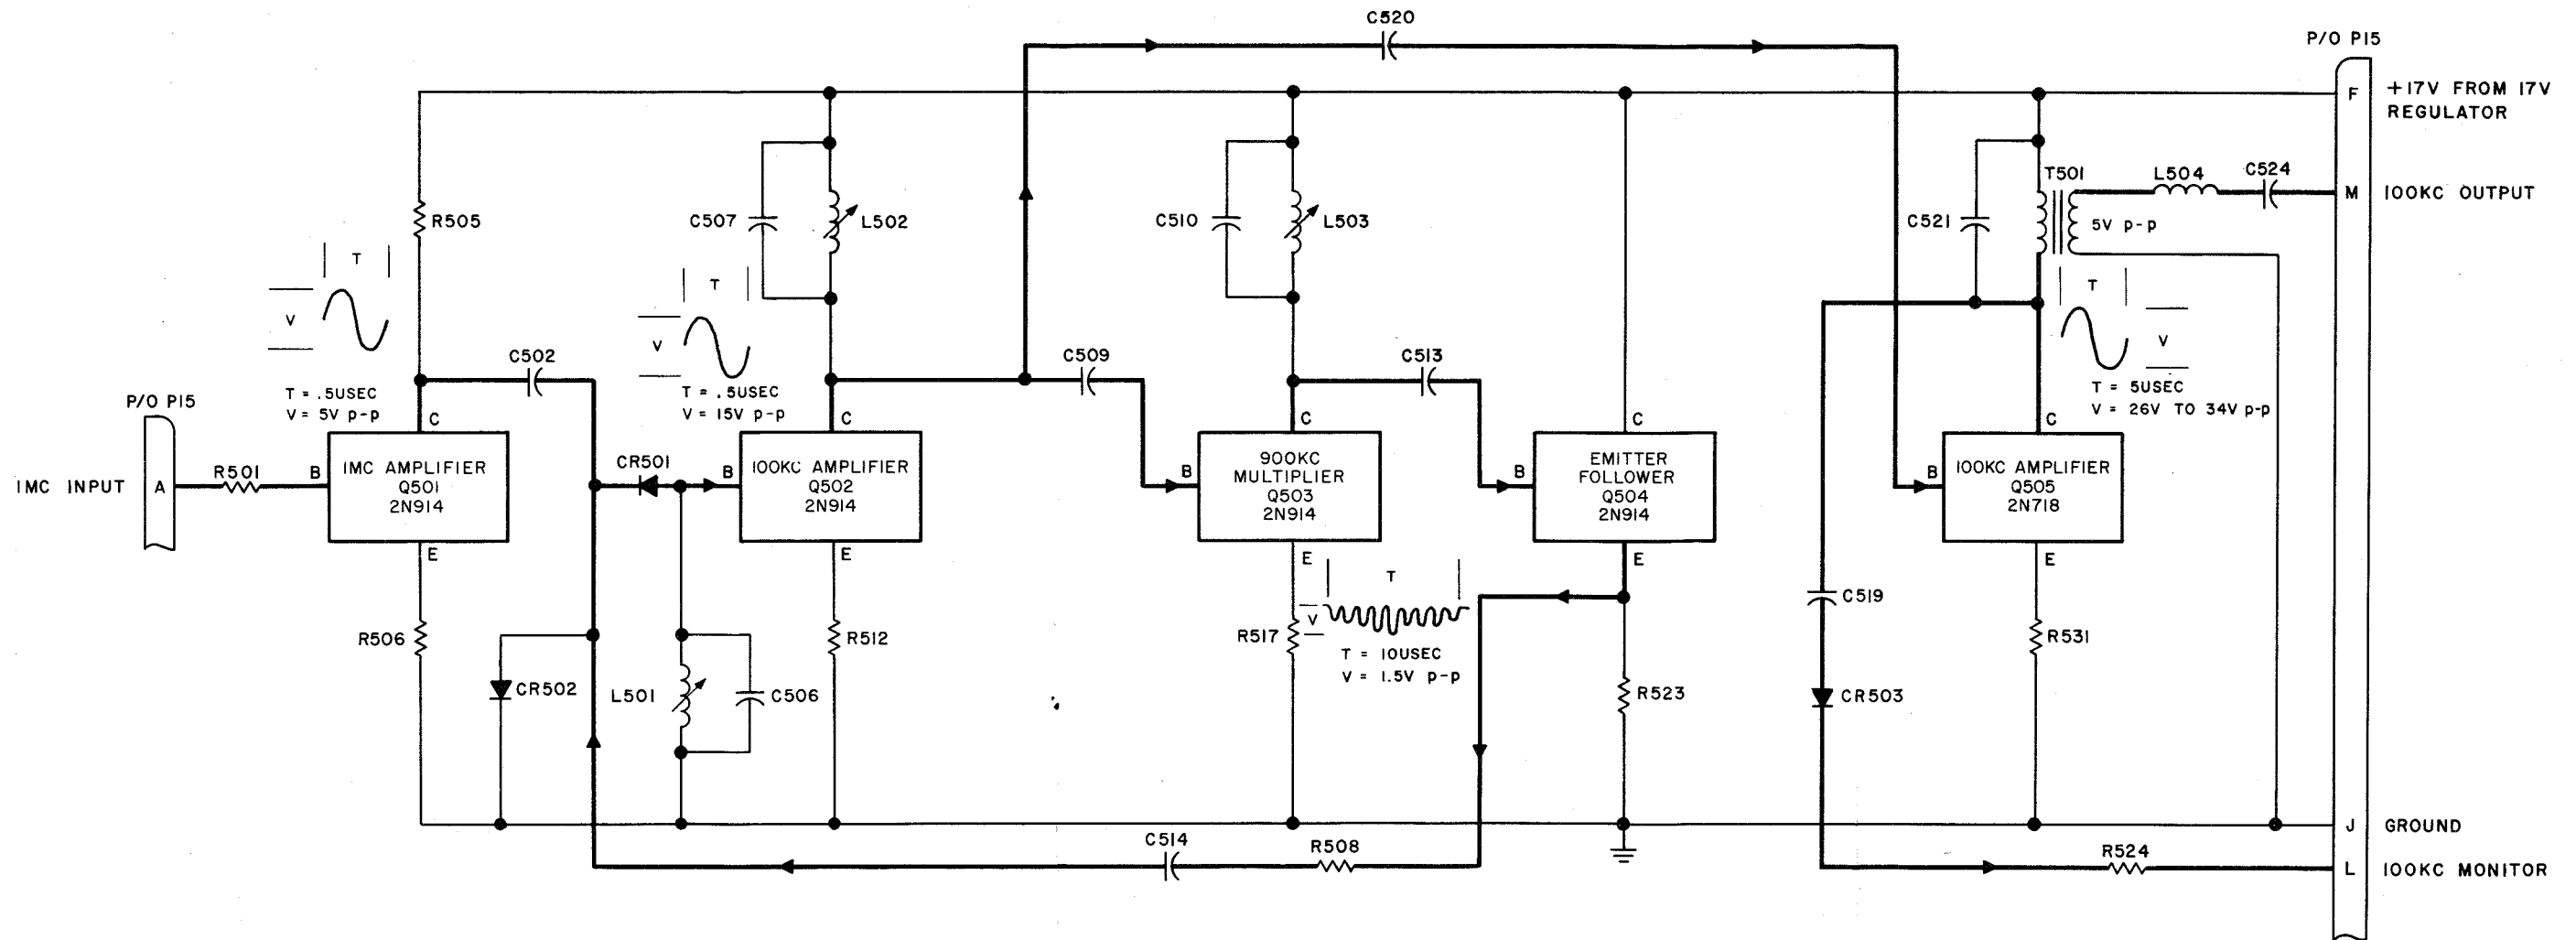 C520
P/O P15
F
+17V FROM 17V
REGULATOR
T501
L504
C524
M
100KC OUTPUT
R505
C507
L502
C510
L503
C521
5V p-p
T
V
T = .5USEC
V = 5V p-p
T
V
T = .5USEC
V = 15V p-p
T
V
T = 5USEC
V = 26V TO 34V p-p
C502
C509
C513
P/O P15
1MC INPUT
A
R501
B
C
1MC AMPLIFIER
Q501
2N914
E
CR501
B
C
100KC AMPLIFIER
Q502
2N914
E
B
C
900KC
MULTIPLIER
Q503
2N914
E
B
C
EMITTER
FOLLOWER
Q504
2N914
E
B
C
100KC AMPLIFIER
Q505
2N718
E
T
V
T = 10USEC
V = 1.5V p-p
R506
CR502
L501
C506
R512
R517
R523
C519
CR503
R531
C514
R508
R524
J
GROUND
L
100KC MONITOR